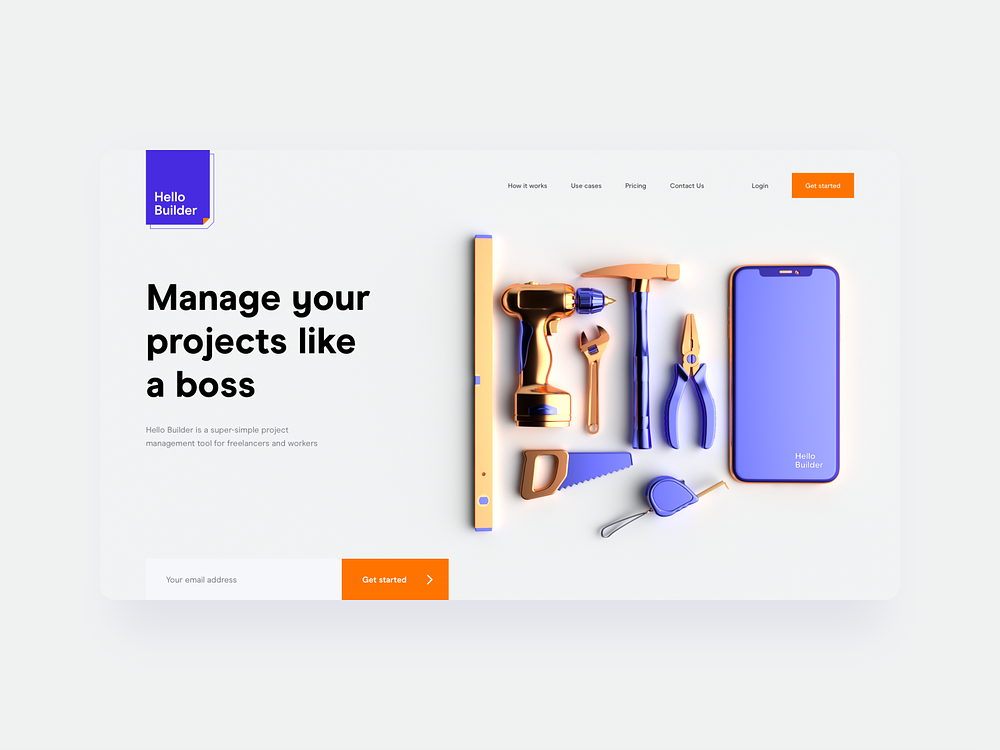 Hello
Builder
How it works
Use cases
Pricing
Contact Us
Login
Get started
Manage your
projects like
a boss
Hello Builder is a super-simple project
management tool for freelancers and workers
Hello
Builder
Your email address
Get started